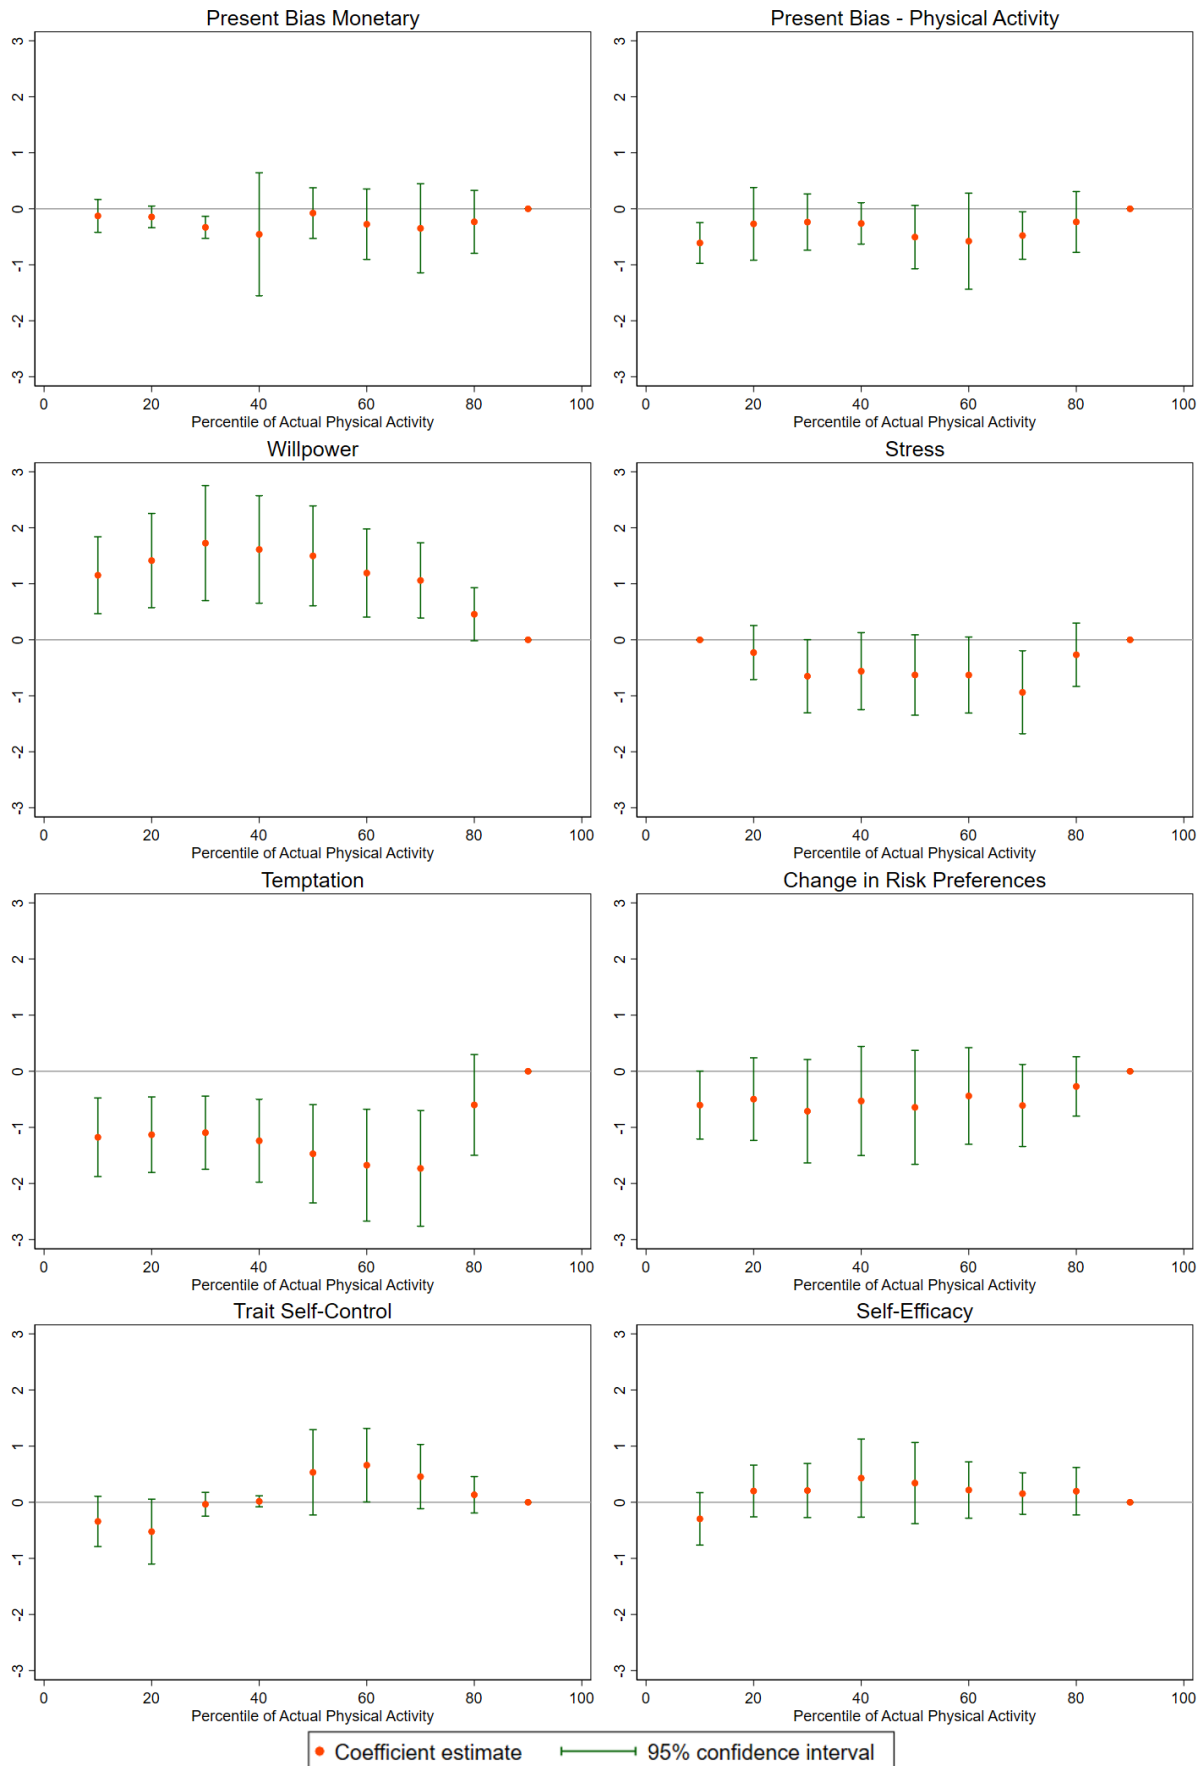 Present Bias Monetary
3
2
1
0
-1
-2
-3
0 20 40 60 80 100
Percentile of Actual Physical Activity
Present Bias - Physical Activity
3
2
1
0
-1
-2
-3
0 20 40 60 80 100
Percentile of Actual Physical Activity
Willpower
3
2
1
0
-1
-2
-3
0 20 40 60 80 100
Percentile of Actual Physical Activity
Stress
3
2
1
0
-1
-2
-3
0 20 40 60 80 100
Percentile of Actual Physical Activity
Temptation
3
2
1
0
-1
-2
-3
0 20 40 60 80 100
Percentile of Actual Physical Activity
Change in Risk Preferences
3
2
1
0
-1
-2
-3
0 20 40 60 80 100
Percentile of Actual Physical Activity
Trait Self-Control
3
2
1
0
-1
-2
-3
0 20 40 60 80 100
Percentile of Actual Physical Activity
Self-Efficacy
3
2
1
0
-1
-2
-3
0 20 40 60 80 100
Percentile of Actual Physical Activity
Coefficient estimate 95% confidence interval